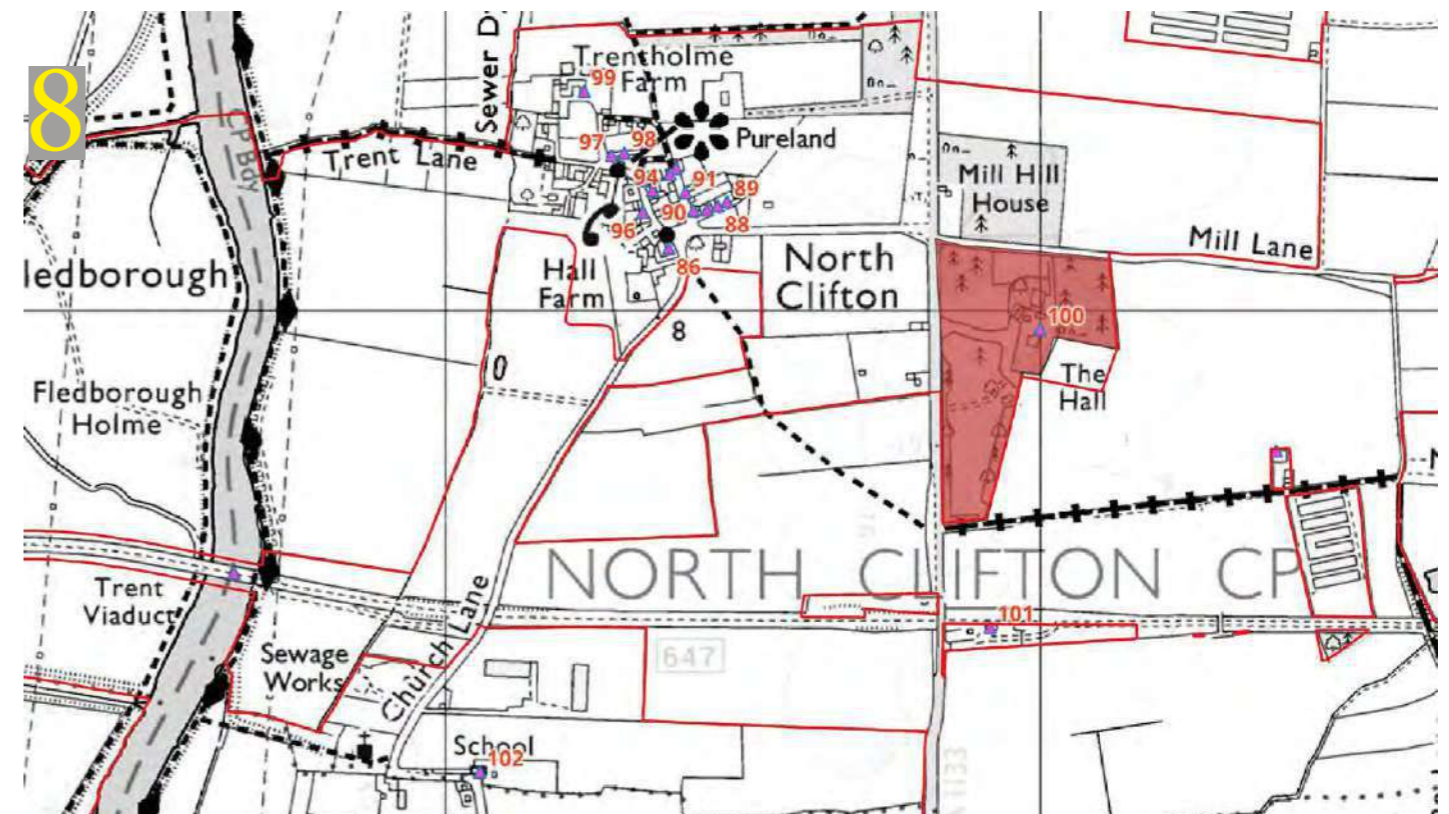 8
Sewer
Trentholme
Farm
99
CP Bdy
Trent Lane
97
98
Pureland
94
91
89
90
88
96
86
Mill Hill
House
Mill Lane
Hall
Farm
North
Clifton
8
100
The
Hall
Fledborough
Holme
NORTH CLIFTON CP
Trent
Viaduct
Church Lane
101
647
Sewage
Works
School
102